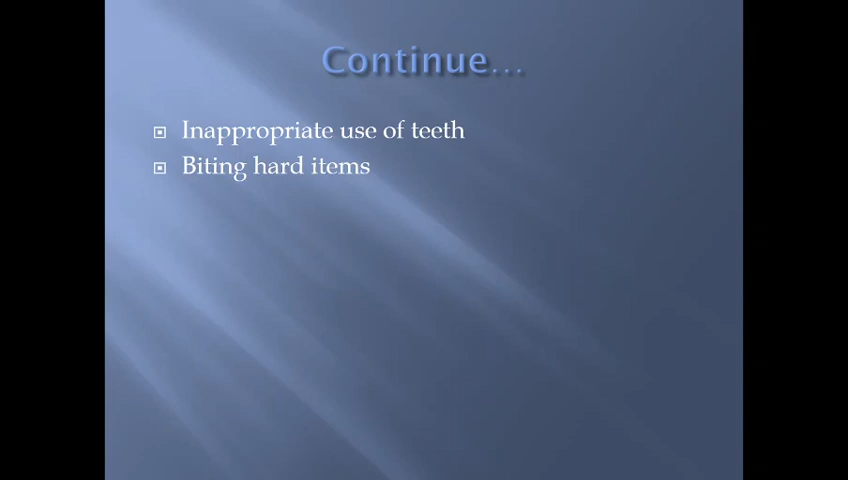 Continue...
Inappropriate use of teeth
Biting hard items